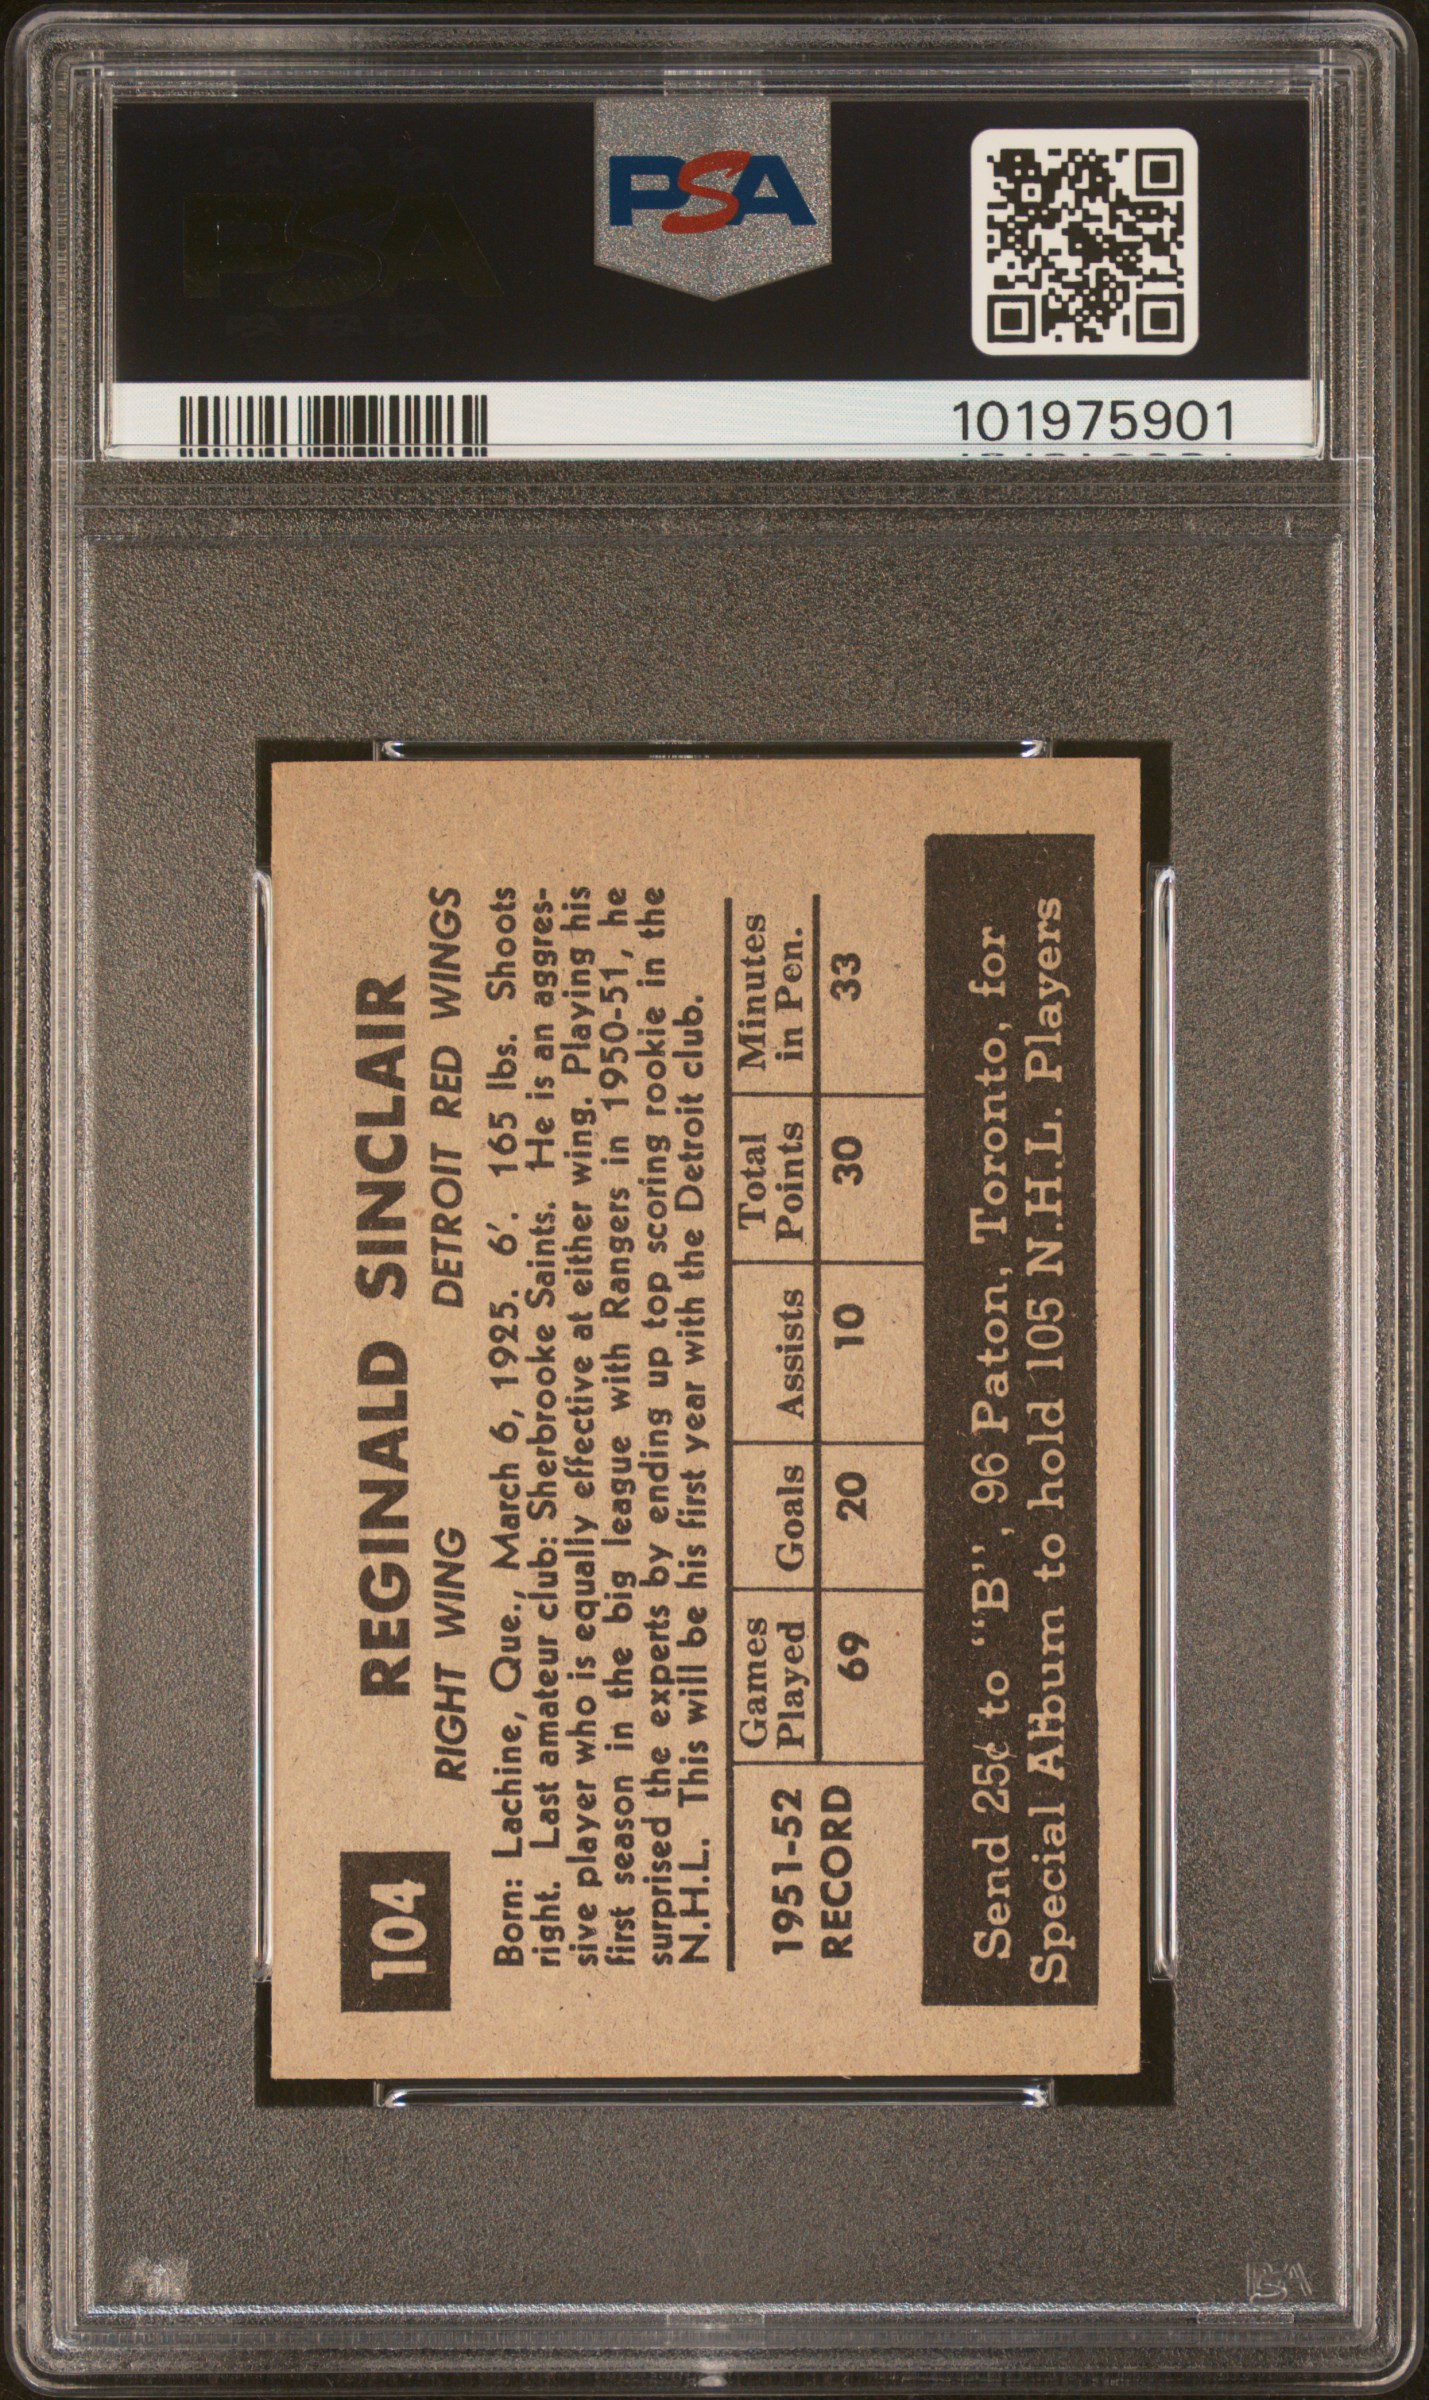 PSA
PSA
101975901
104
REGINALD SINCLAIR
RIGHT WING DETROIT RED WINGS
Born: Lachine, Que., March 6, 1925. 6'. 165 lbs. Shoots
right. Last amateur club: Sherbrooke Saints. He is an aggres-
sive player who is equally effective at either wing. Playing his
first season in the big league with Rangers in 1950-51, he
surprised the experts by ending up top scoring rookie in the
N.H.L. This will be his first year with the Detroit club.
1951-52 RECORD
Games Played Goals Assists Total Points Minutes in Pen.
69 20 10 30 33
Send 25¢ to "B", 96 Paton, Toronto, for
Special Album to hold 105 N.H.L. Players
PSA